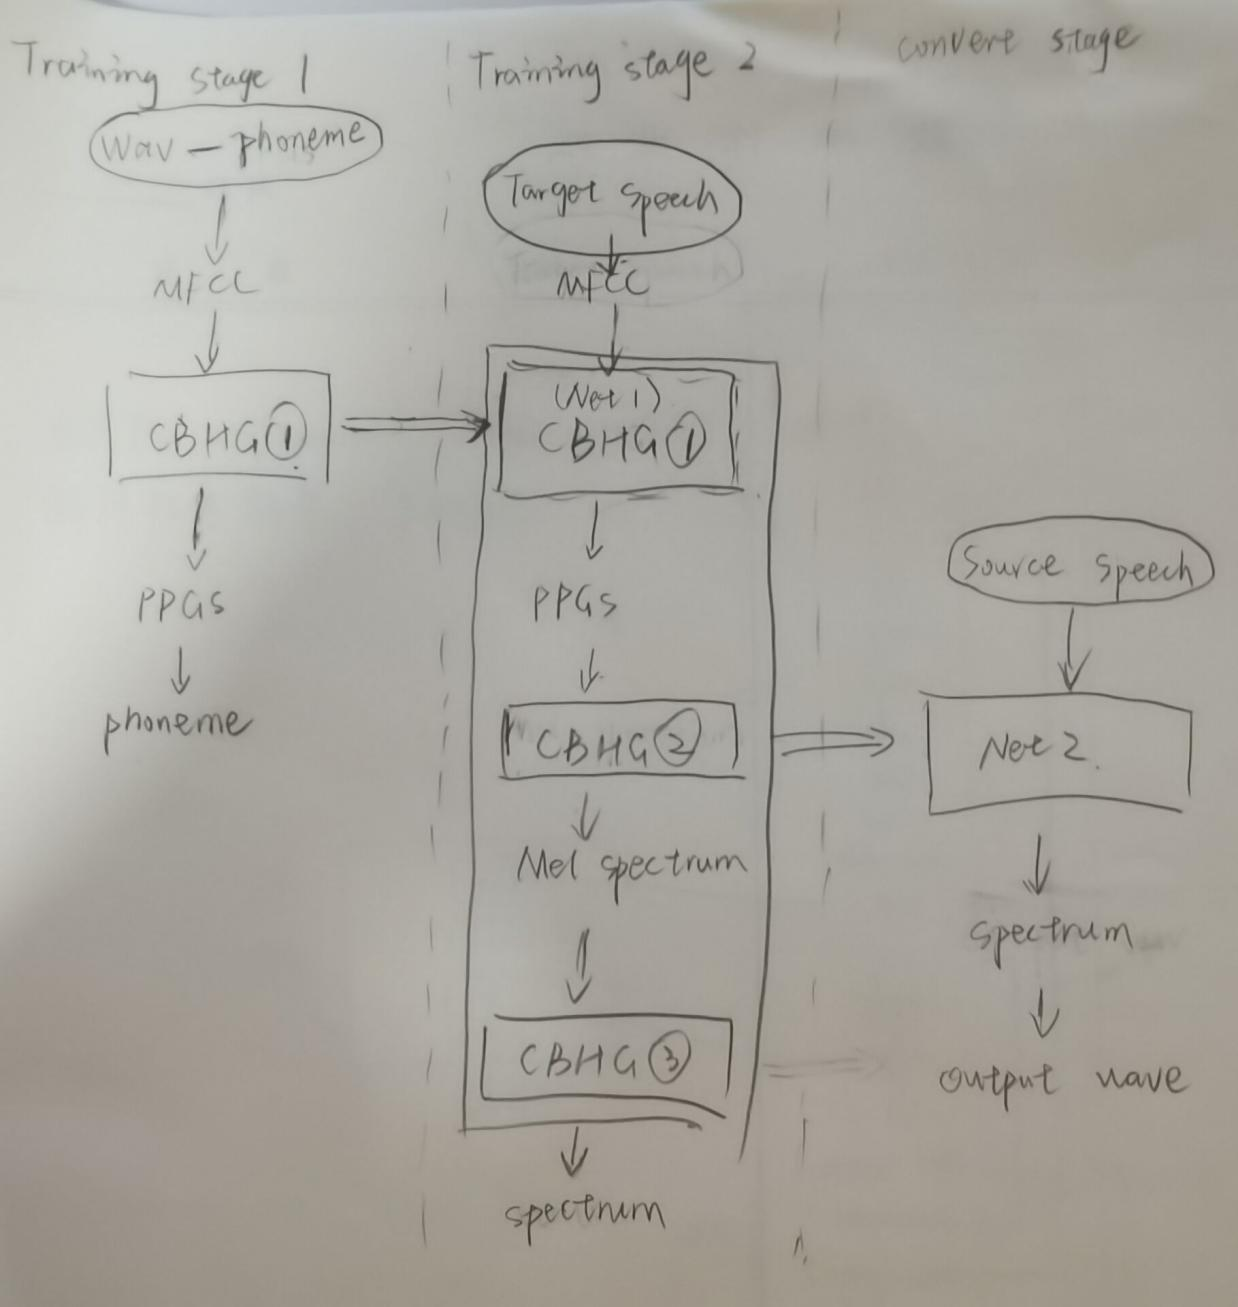 Training stage 1
Wav - phoneme
MFCC
CBHG①
PPGs
phoneme
Training stage 2
Target speech
MFCC
(Net 1)
CBHG①
PPGs
CBHG②
Mel spectrum
CBHG③
spectrum
convert stage
Source speech
Net 2.
spectrum
output wave